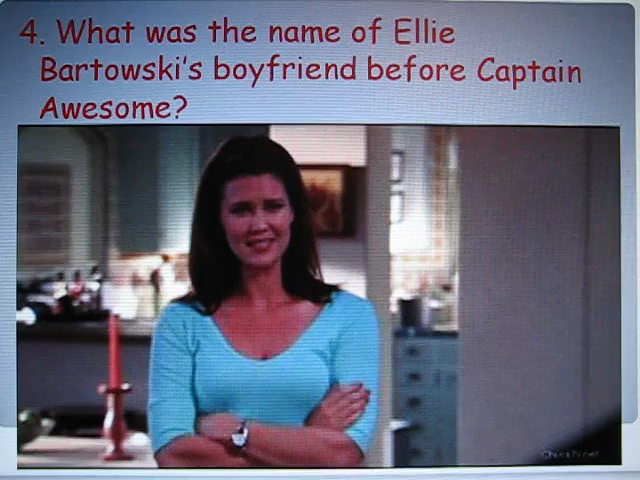 4. What was the name of Ellie
Bartowski's boyfriend before Captain
Awesome?